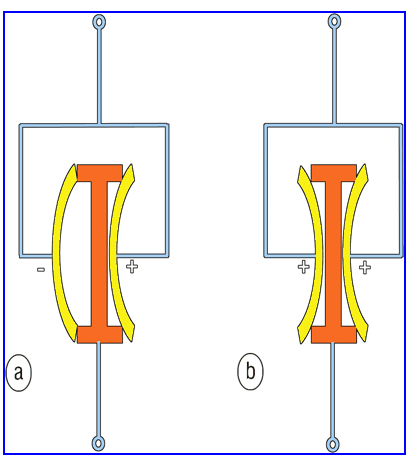 - + + +
a b